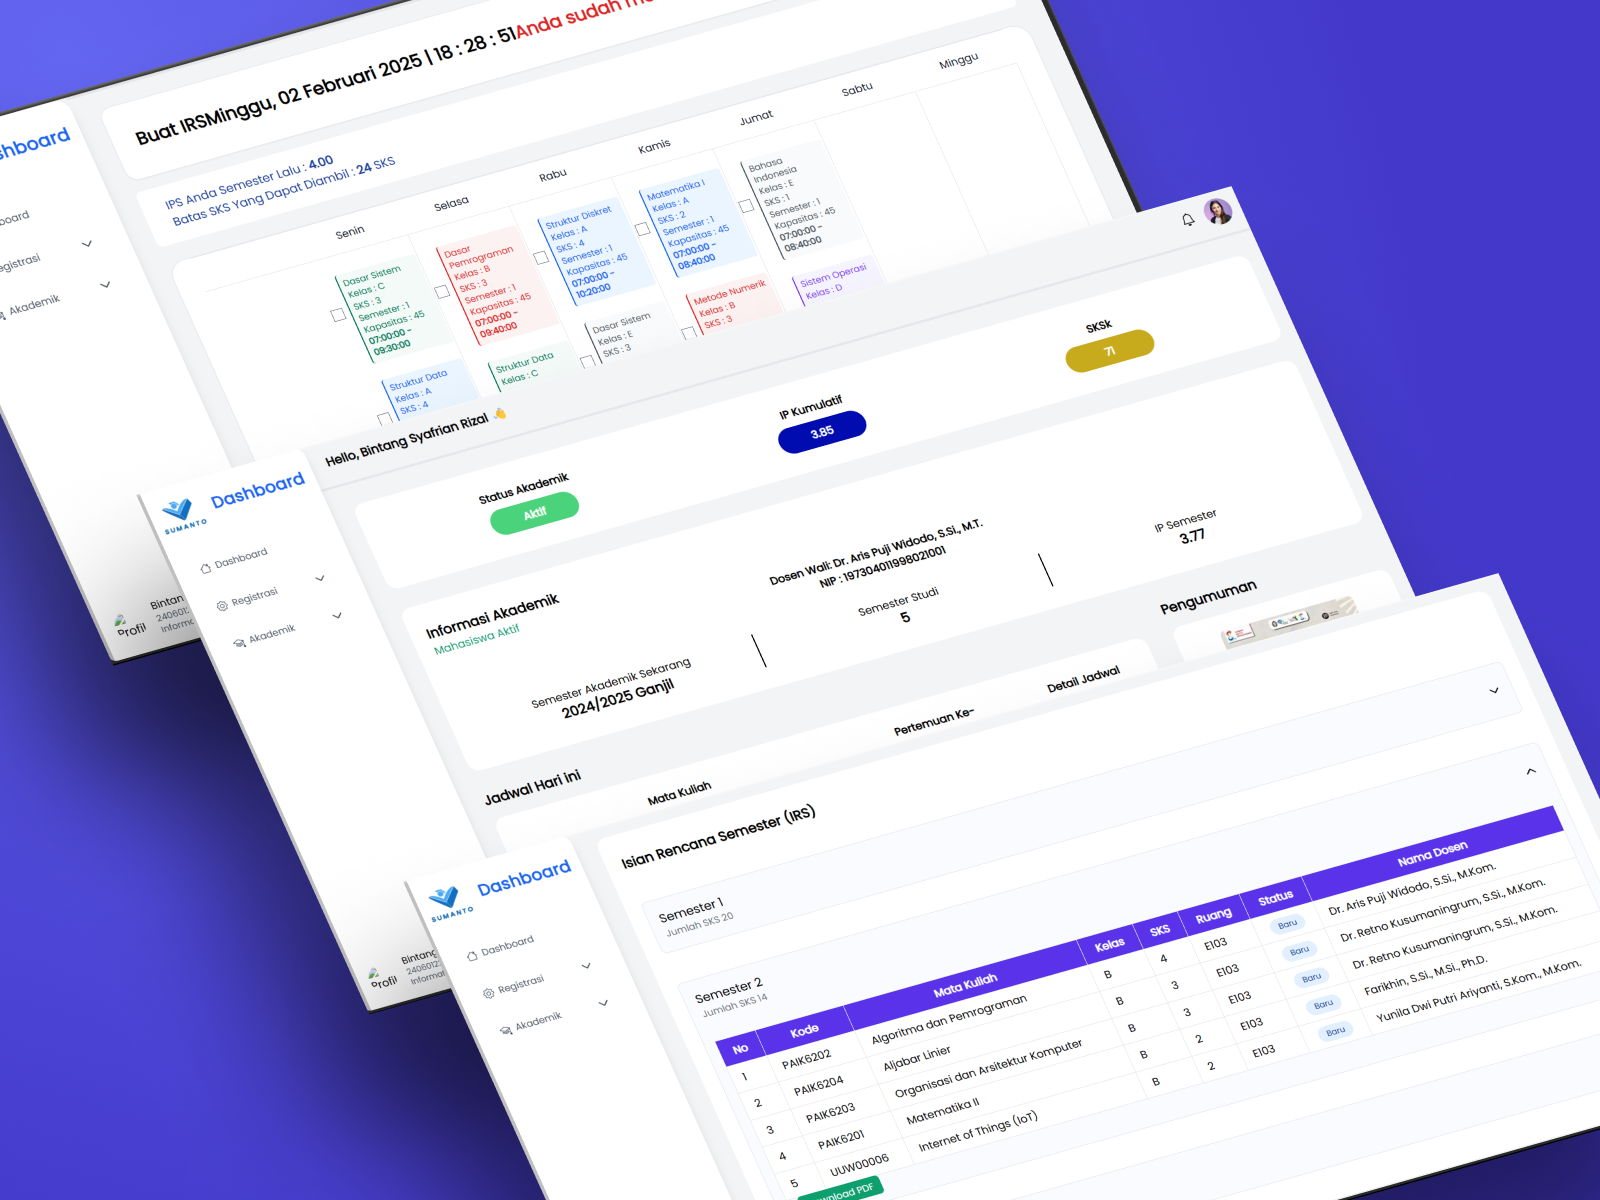 Buat IRSMinggu, 02 Februari 2025 | 18 : 28 : 51Anda sudah
IPS Anda Semester Lalu : 4.00
Batas SKS Yang Dapat Diambil : 24 SKS
Senin
Selasa
Rabu
Kamis
Jumat
Sabtu
Minggu
Dasar Sistem
Kelas : C
SKS : 3
Semester : 1
Kapasitas : 45
07:00:00 -
09:30:00
Struktur Data
Kelas : A
SKS : 4
Dasar
Pemrograman
Kelas : B
SKS : 3
Semester : 1
Kapasitas : 45
07:00:00 -
09:40:00
Struktur Data
Kelas : C
Struktur Diskret
Kelas : A
SKS : 4
Semester : 1
Kapasitas : 45
07:00:00 -
10:20:00
Dasar Sistem
Kelas : E
SKS : 3
Matematika I
Kelas : A
SKS : 2
Semester : 1
Kapasitas : 45
07:00:00 -
08:40:00
Metode Numerik
Kelas : B
SKS : 3
Bahasa
Indonesia
Kelas : E
SKS : 1
Semester : 1
Kapasitas : 45
07:00:00 -
08:40:00
Sistem Operasi
Kelas : D
shboard
board
egistrasi
Akademik
Bintan
Profil
Hello, Bintang Syafrian Rizal 👋
SUMANTO
Dashboard
Dashboard
Registrasi
Akademik
Status Akademik
Aktif
IP Kumulatif
3.85
SKSk
71
Informasi Akademik
Mahasiswa Aktif
Dosen Wali: Dr. Aris Puji Widodo, S.Si., M.T.
NIP : 197304011998021001
Semester Akademik Sekarang
2024/2025 Ganjil
Semester Studi
5
IP Semester
3.77
Jadwal Hari ini
Mata Kuliah
Pertemuan Ke-
Detail Jadwal
Pengumuman
Bintang
Profil
SUMANTO
Dashboard
Dashboard
Registrasi
Akademik
Isian Rencana Semester (IRS)
Semester 1
Jumlah SKS 20
Semester 2
Jumlah SKS 14
No Kode Mata Kuliah Kelas SKS Ruang Status Nama Dosen
1 PAIK6202 Algoritma dan Pemrograman B 4 E103 Baru Dr. Aris Puji Widodo, S.Si., M.Kom.
2 PAIK6204 Aljabar Linier B 3 E103 Baru Dr. Retno Kusumaningrum, S.Si., M.Kom.
3 PAIK6203 Organisasi dan Arsitektur Komputer B 3 E103 Baru Dr. Retno Kusumaningrum, S.Si., M.Kom.
4 PAIK6201 Matematika II B 2 E103 Baru Farikhin, S.Si., M.Si., Ph.D.
5 UUW00006 Internet of Things (IoT) B 2 E103 Baru Yunila Dwi Putri Ariyanti, S.Kom., M.Kom.
wnload PDF